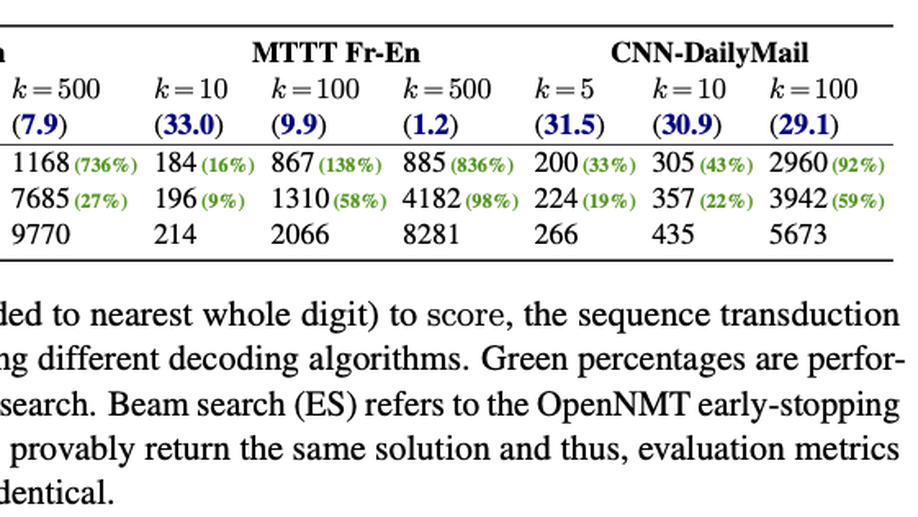 n MTTT Fr-En CNN-DailyMail
k = 500 k = 10 k = 100 k = 500 k = 5 k = 10 k = 100
(7.9) (33.0) (9.9) (1.2) (31.5) (30.9) (29.1)
1168 (736%) 184 (16%) 867 (138%) 885 (836%) 200 (33%) 305 (43%) 2960 (92%)
7685 (27%) 196 (9%) 1310 (58%) 4182 (98%) 224 (19%) 357 (22%) 3942 (59%)
9770 214 2066 8281 266 435 5673
ded to nearest whole digit) to score, the sequence transduction
ng different decoding algorithms. Green percentages are perfor-
search. Beam search (ES) refers to the OpenNMT early-stopping
provably return the same solution and thus, evaluation metrics
dentical.